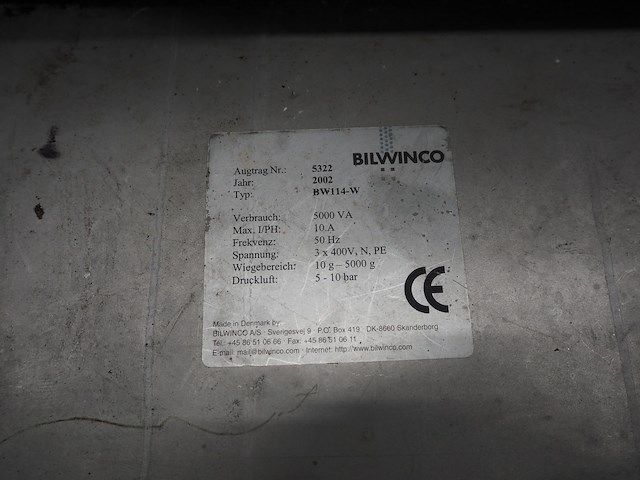 BILWINCO
Augtrag Nr.: 5322
Jahr: 2002
Typ: BW114-W
Verbrauch: 5000 VA
Max. I/PH: 10.A
Frekvenz: 50 Hz
Spannung: 3 x 400V, N, PE
Wiegebereich: 10 g – 5000 g
Druckluft: 5 - 10 bar
CE
Made in Denmark by
BILWINCO A/S · Svengesvej 9 P.O. Box 419 DK-8660 Skanderborg
Tel.: +45 86 51 06 66 Fax: +45 86 51 06 11
E-mail: mail@bilwinco.com · Internet: http://www.bilwinco.com